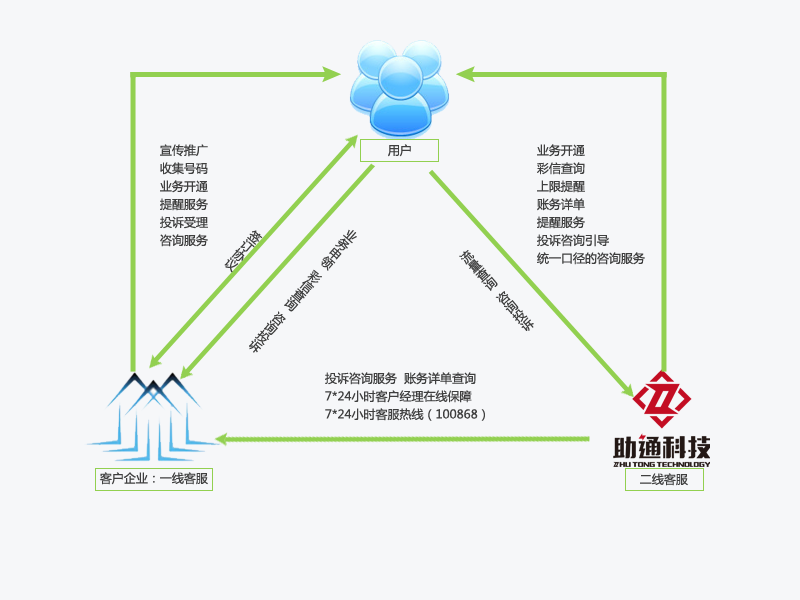 用户
宣传推广
收集号码
业务开通
提醒服务
投诉受理
咨询服务
业务开通
彩信查询
上限提醒
账务详单
提醒服务
投诉咨询引导
统一口径的咨询服务
签订协议
业务申领 彩信查询 咨询投诉
流量查询 咨询投诉
投诉咨询服务 账务详单查询
7*24小时客户经理在线保障
7*24小时客服热线（100868）
助通科技
ZHU TONG TECHNOLOGY
客户企业：一线客服
二线客服